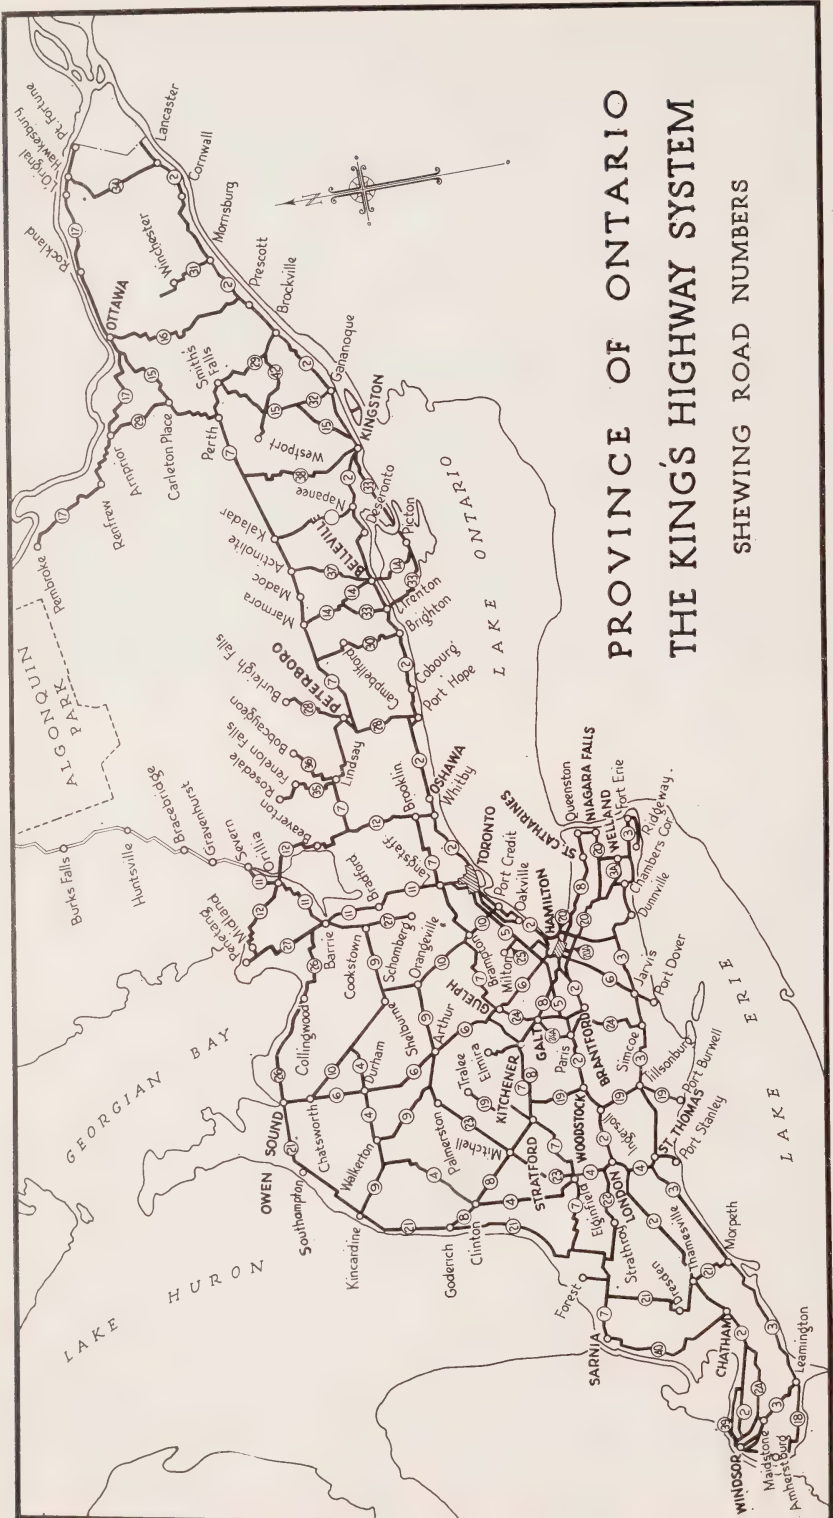 PROVINCE OF ONTARIO
THE KING'S HIGHWAY SYSTEM
SHEWING ROAD NUMBERS
N
ALGONQUIN
PARK
GEORGIAN BAY
LAKE HURON
LAKE ONTARIO
LAKE ERIE
Pt. Fortune
Hawkesbury
L'Orignal
Rockland
OTTAWA
Lancaster
Cornwall
Winchester
Morrisburg
Prescott
Brockville
Smith's
Falls
Gananoque
KINGSTON
Arnprior
Carleton Place
Perth
Renfrew
Pembroke
Westport
Napanee
Deseronto
Picton
BELLEVILLE
Kaladar
Actinolite
Madoc
Marmora
Trenton
Brighton
Campbellford
Cobourg
Port Hope
PETERBORO
Burleigh Falls
Bobcaygeon
Fenelon Falls
Rosedale
Lindsay
Beaverton
Brooklin
OSHAWA
Whitby
Burks Falls
Huntsville
Bracebridge
Gravenhurst
Severn
Orillia
Penetang
Midland
Barrie
Bradford
Langstaff
TORONTO
Port Credit
Oakville
Cookstown
Schomberg
Orangeville
Brampton
Milton
HAMILTON
ST. CATHARINES
Queenston
NIAGARA FALLS
WELLAND
Fort Erie
Ridgeway
Chambers Cor.
Dunnville
Jarvis
Port Dover
Collingwood
Shelburne
Arthur
GUELPH
GALT
Paris
BRANTFORD
Simcoe
Tillsonburg
Port Burwell
OWEN SOUND
Chatsworth
Durham
Elmira
Tralee
KITCHENER
Palmerston
Mitchell
STRATFORD
WOODSTOCK
Ingersoll
ST. THOMAS
Port Stanley
Southampton
Walkerton
Kincardine
Goderich
Clinton
Elginfield
LONDON
Strathroy
Forest
SARNIA
Dresden
Thamesville
Morpeth
CHATHAM
Leamington
WINDSOR
Maidstone
Amherstburg